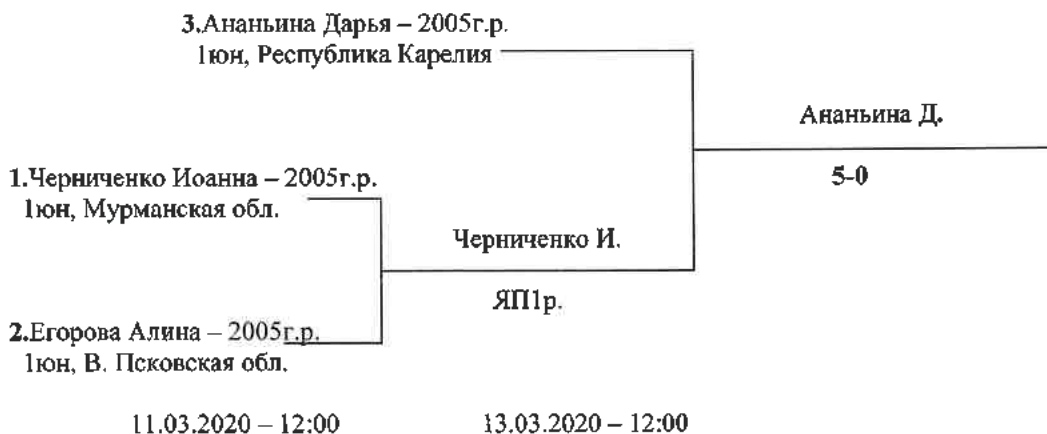 3.Ананьина Дарья – 2005г.р.
1юн, Республика Карелия
Ананьина Д.
5-0
1.Черниченко Иоанна – 2005г.р.
1юн, Мурманская обл.
Черниченко И.
ЯП1р.
2.Егорова Алина – 2005г.р.
1юн, В. Псковская обл.
11.03.2020 – 12:00
13.03.2020 – 12:00